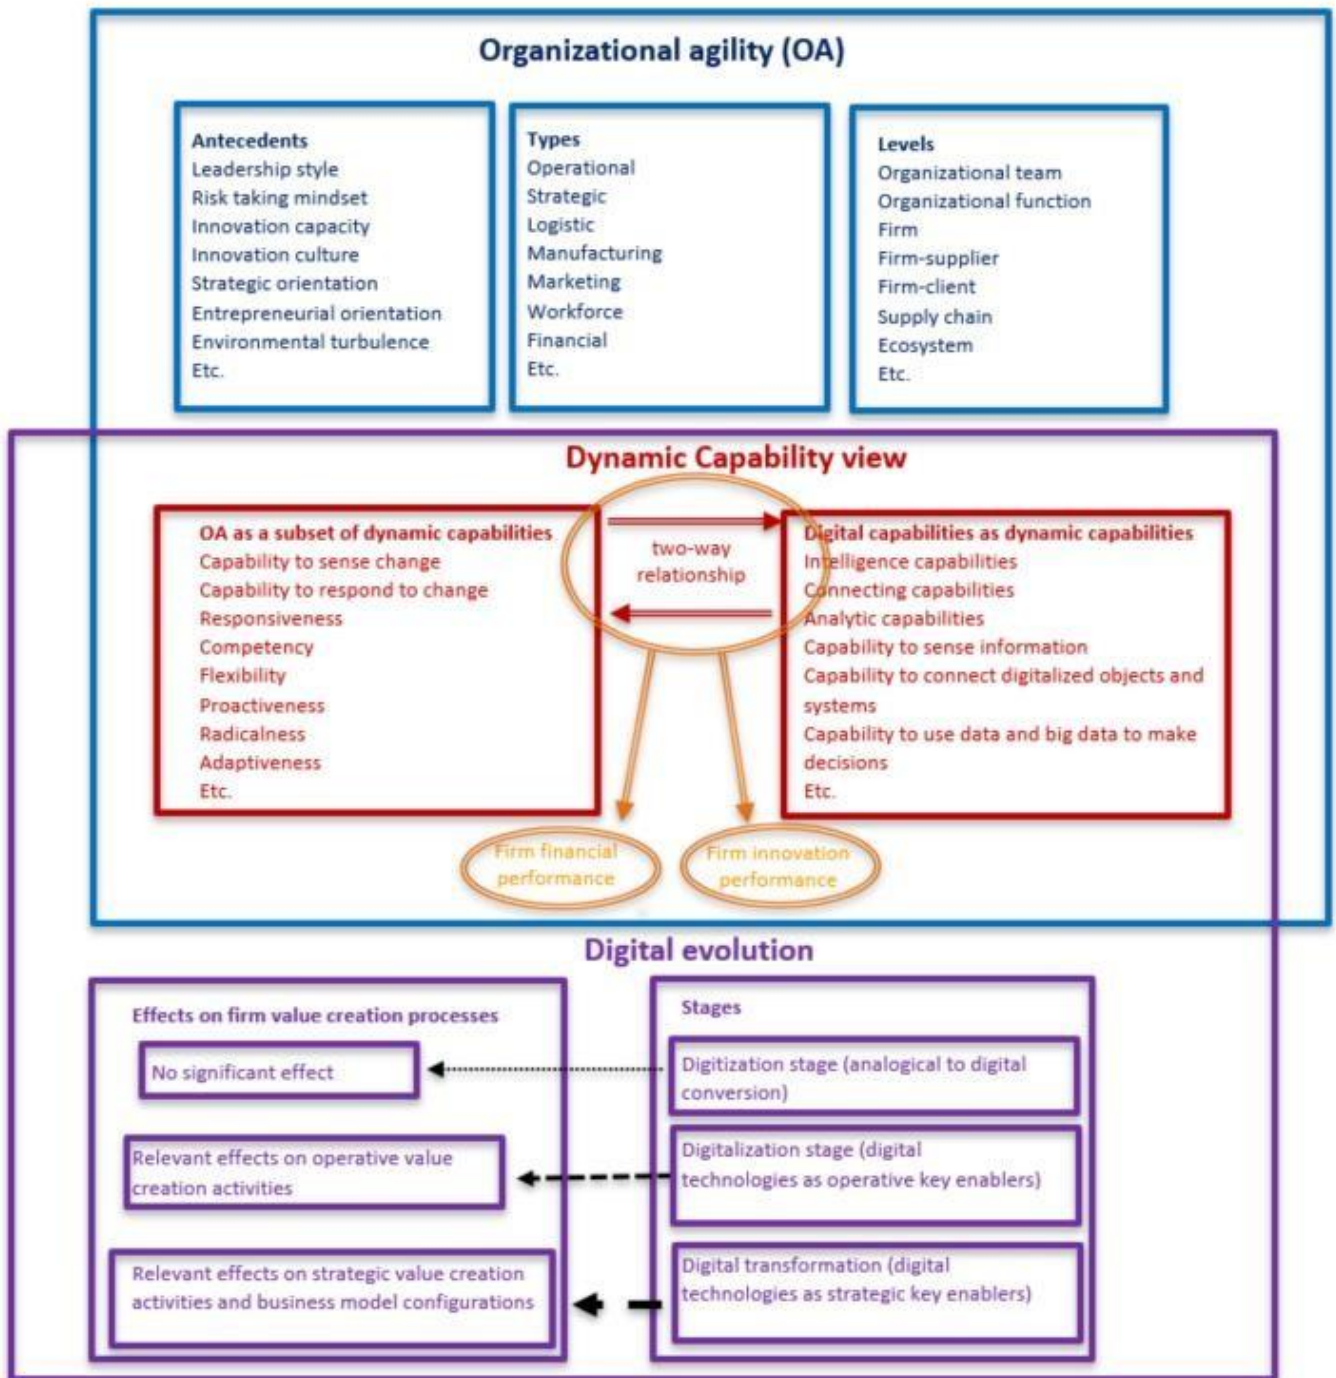 Organizational agility (OA)
Antecedents
Leadership style
Risk taking mindset
Innovation capacity
Innovation culture
Strategic orientation
Entrepreneurial orientation
Environmental turbulence
Etc.
Types
Operational
Strategic
Logistic
Manufacturing
Marketing
Workforce
Financial
Etc.
Levels
Organizational team
Organizational function
Firm
Firm-supplier
Firm-client
Supply chain
Ecosystem
Etc.
Dynamic Capability view
OA as a subset of dynamic capabilities
Capability to sense change
Capability to respond to change
Responsiveness
Competency
Flexibility
Proactiveness
Radicalness
Adaptiveness
Etc.
two-way
relationship
Digital capabilities as dynamic capabilities
Intelligence capabilities
Connecting capabilities
Analytic capabilities
Capability to sense information
Capability to connect digitalized objects and
systems
Capability to use data and big data to make
decisions
Etc.
Firm financial
performance
Firm innovation
performance
Digital evolution
Effects on firm value creation processes
No significant effect
Relevant effects on operative value
creation activities
Relevant effects on strategic value creation
activities and business model configurations
Stages
Digitization stage (analogical to digital
conversion)
Digitalization stage (digital
technologies as operative key enablers)
Digital transformation (digital
technologies as strategic key enablers)